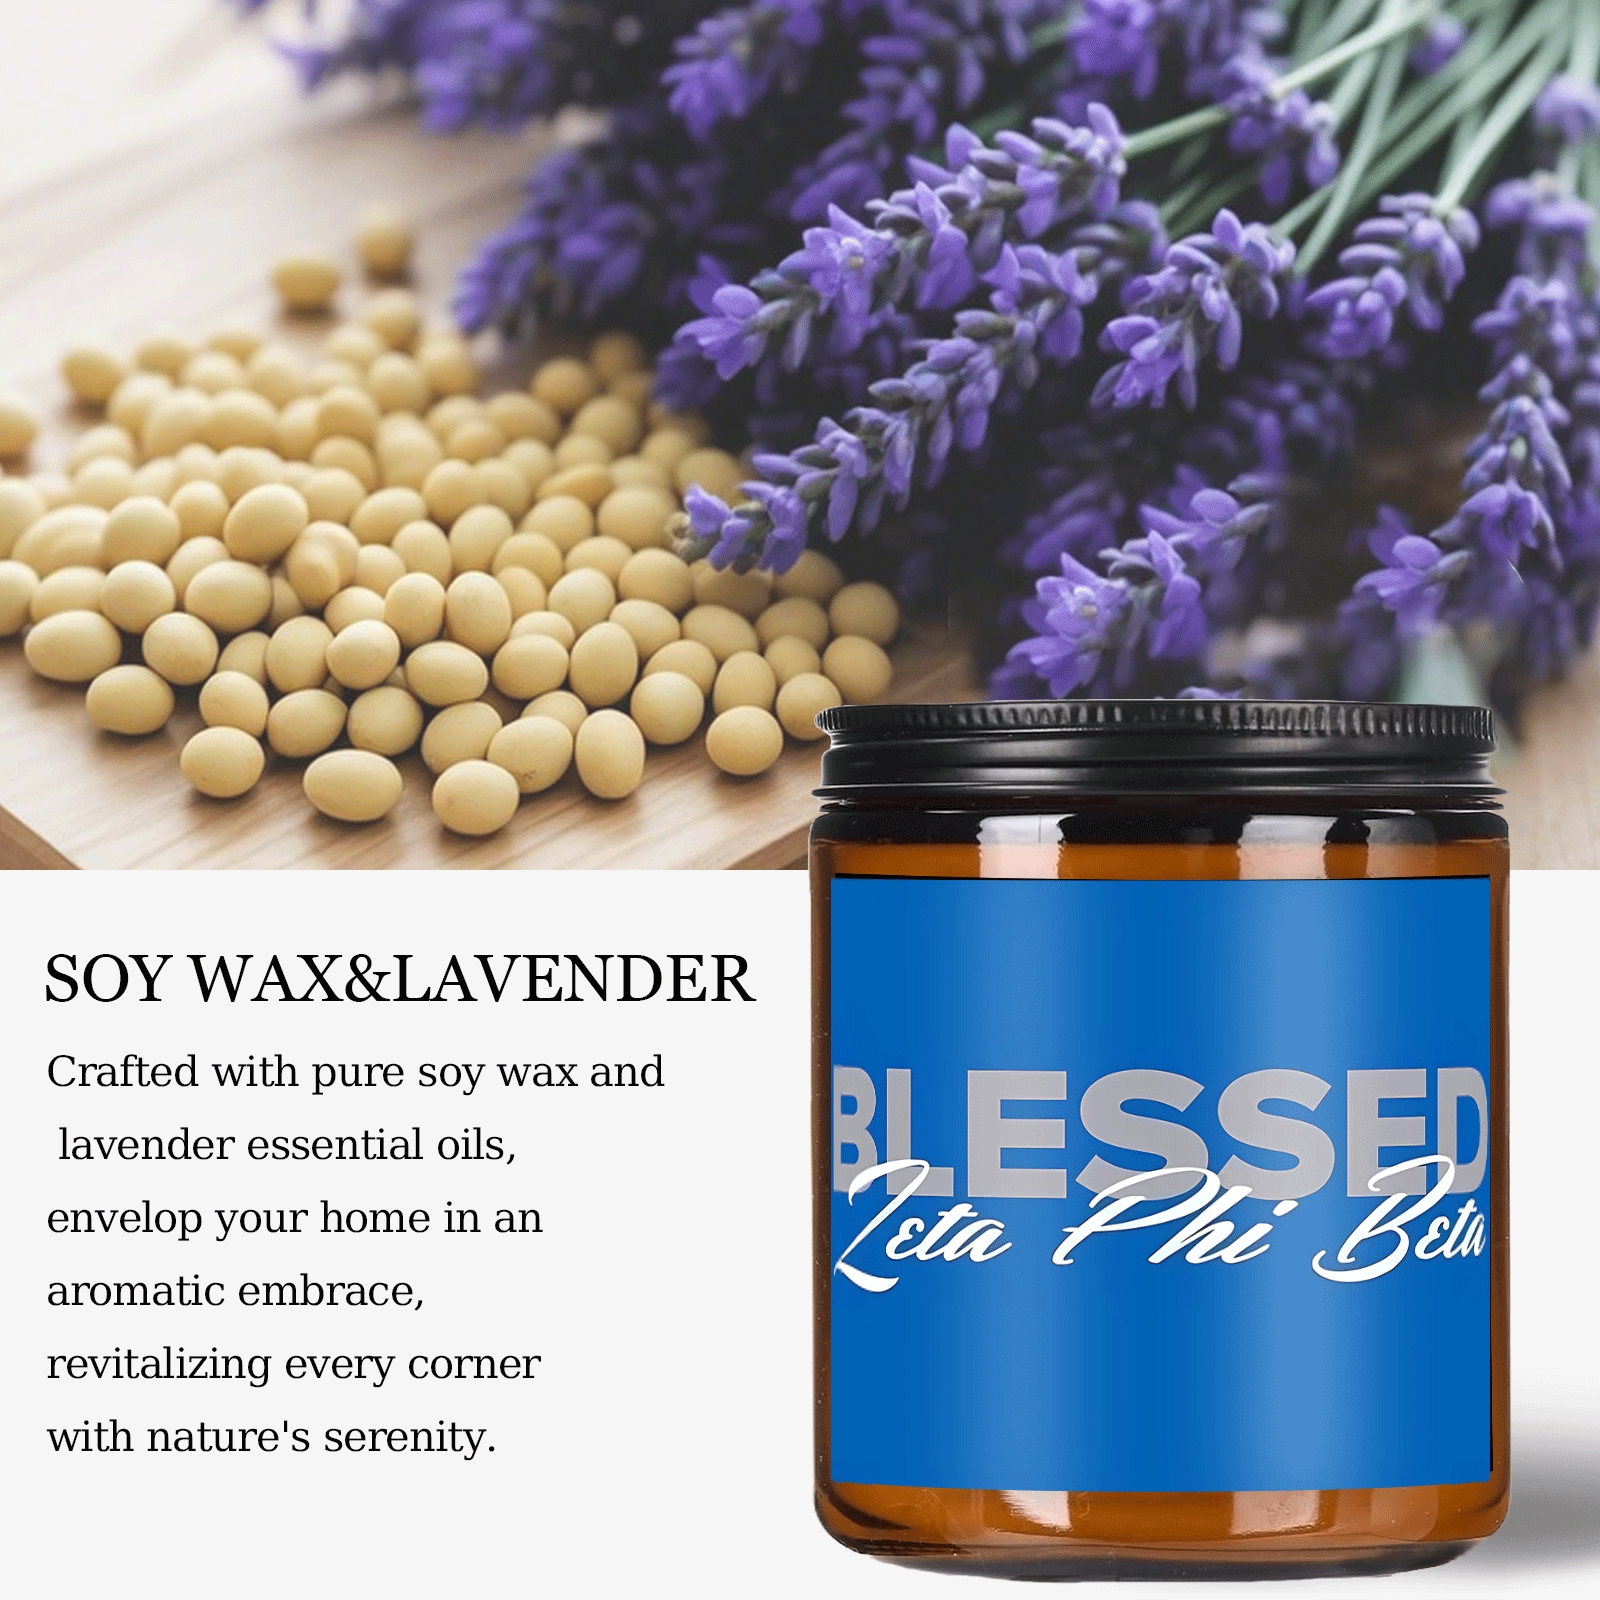 SOY WAX&LAVENDER
Crafted with pure soy wax and
lavender essential oils,
envelop your home in an
aromatic embrace,
revitalizing every corner
with nature's serenity.
BLESSED
Zeta Phi Beta